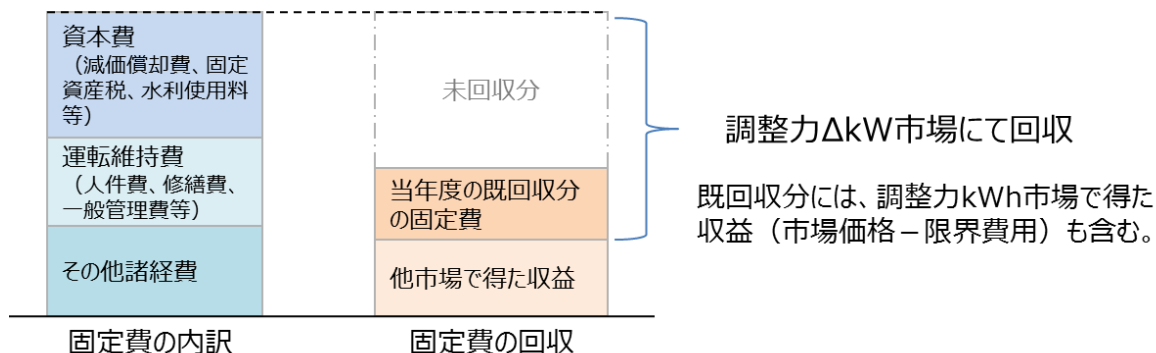 資本費
（減価償却費、固定
資産税、水利使用料
等）
運転維持費
（人件費、修繕費、
一般管理費等）
その他諸経費
固定費の内訳
未回収分
当年度の既回収分
の固定費
他市場で得た収益
固定費の回収
調整力ΔkW市場にて回収
既回収分には、調整力kWh市場で得た
収益（市場価格－限界費用）も含む。